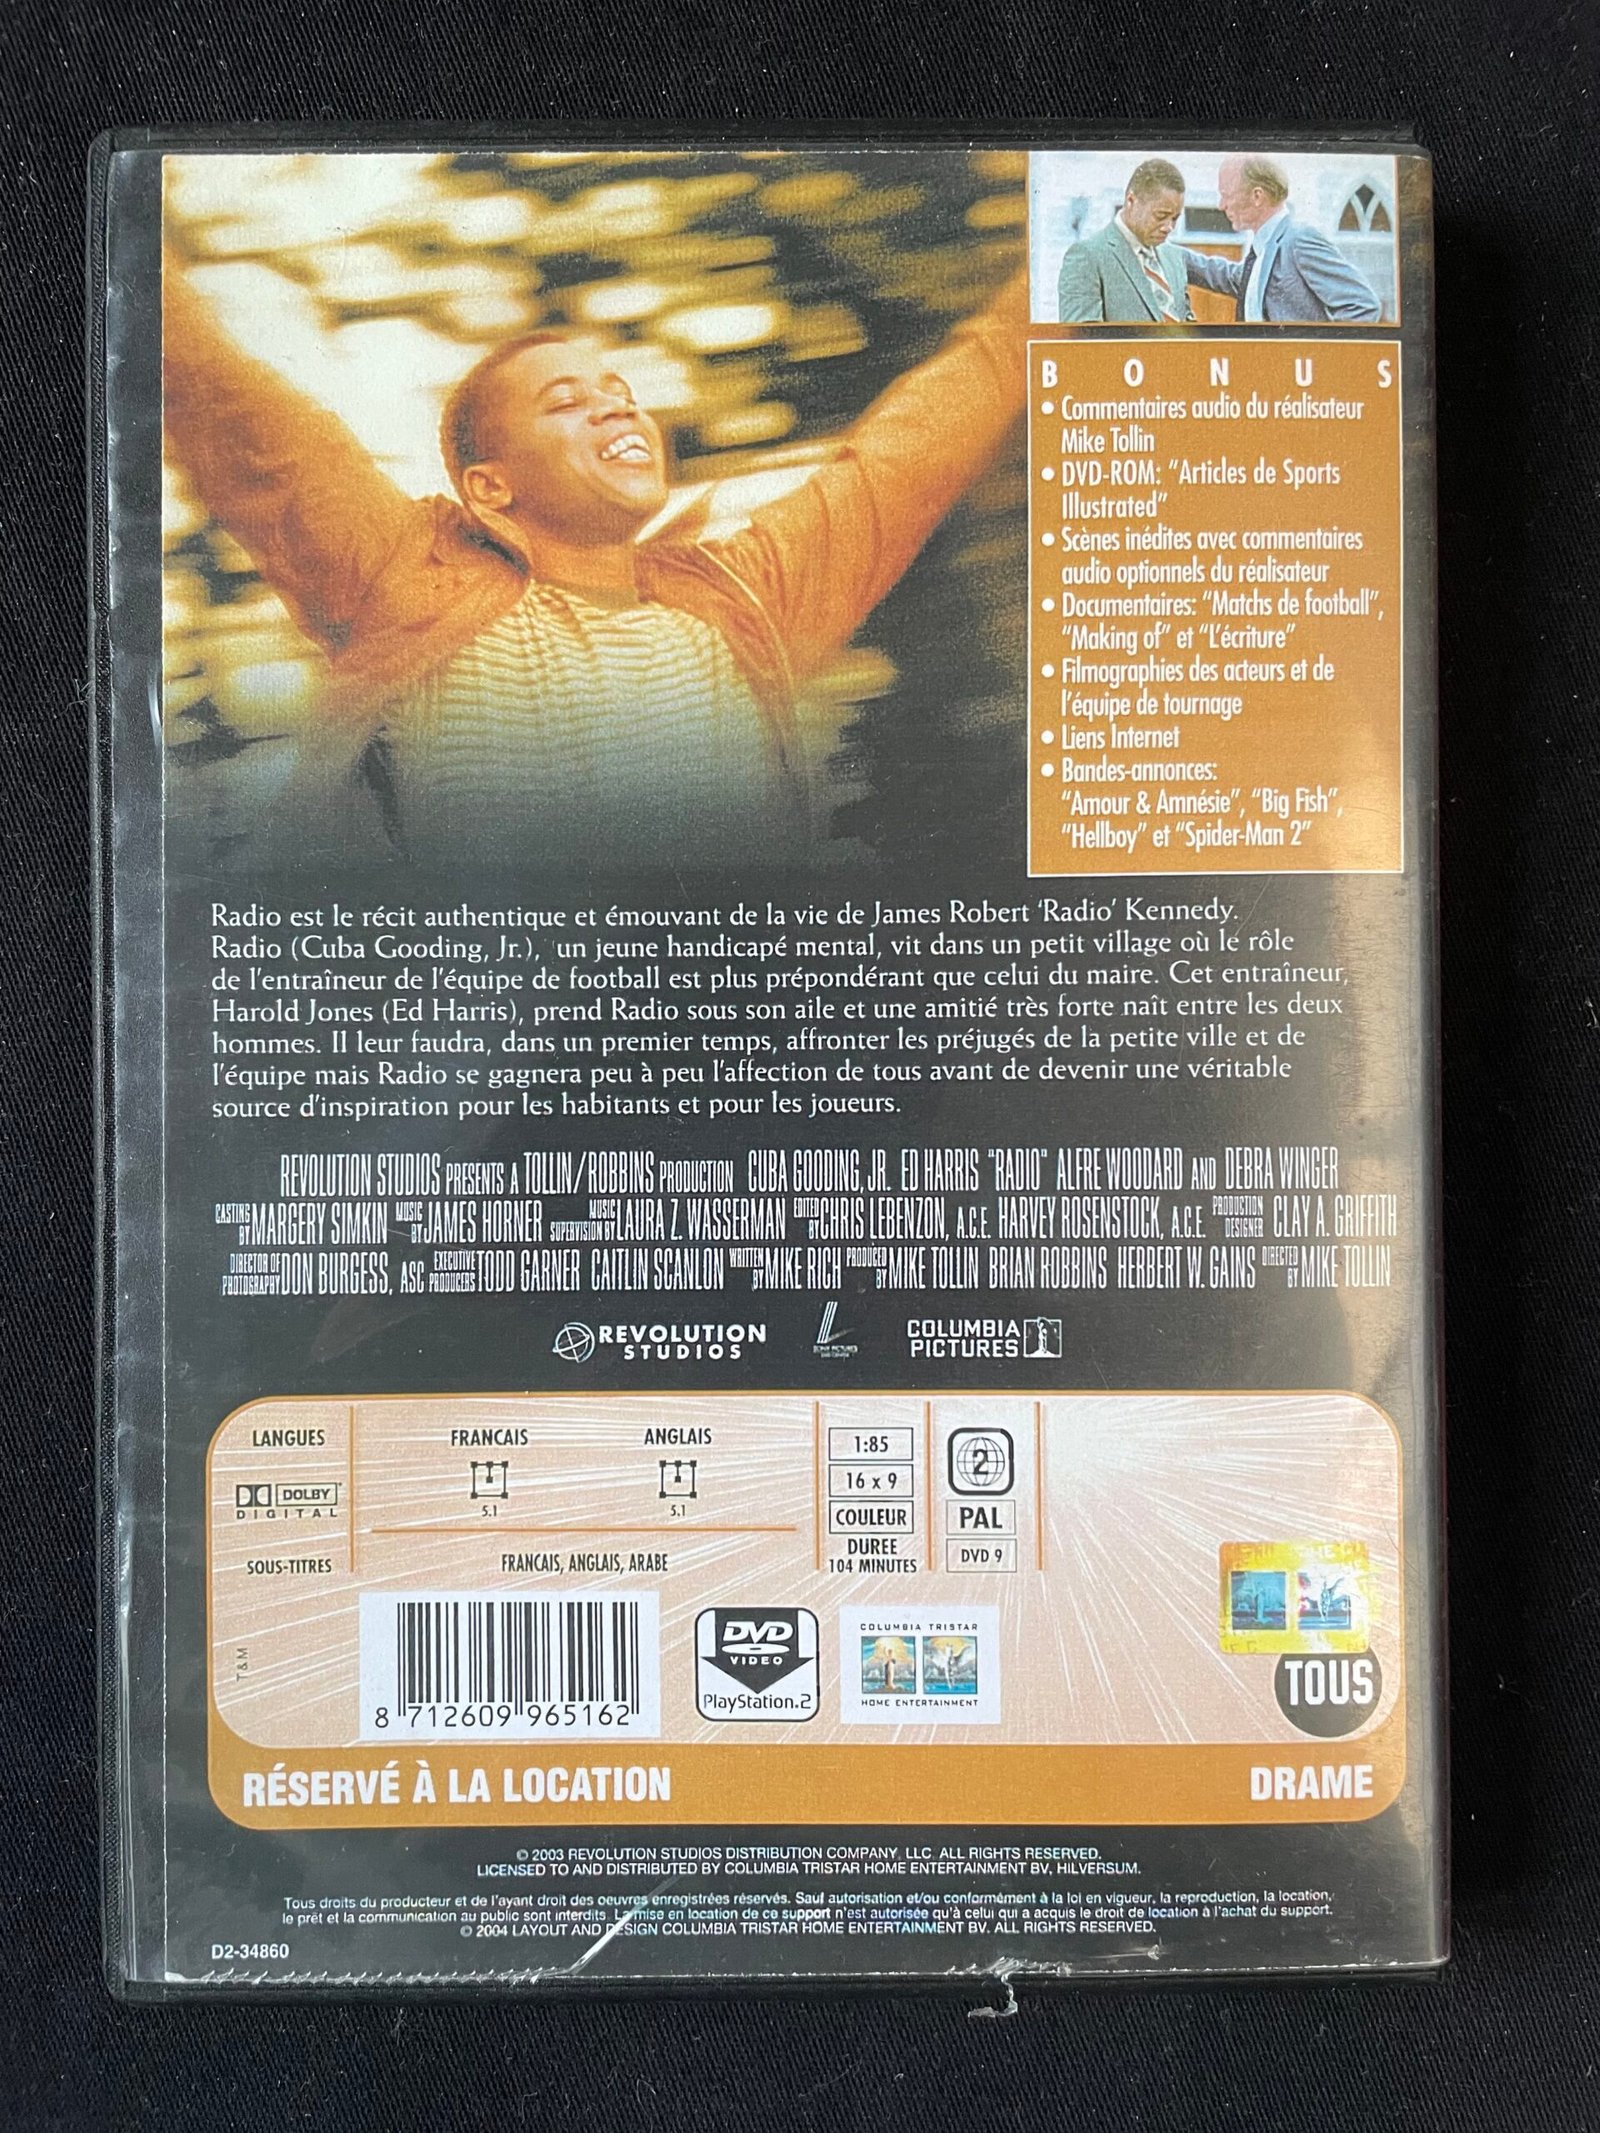 B O N U S
• Commentaires audio du réalisateur
Mike Tollin
• DVD-ROM: "Articles de Sports
Illustrated"
• Scènes inédites avec commentaires
audio optionnels du réalisateur
• Documentaires: "Matchs de football",
"Making of" et "L'écriture"
• Filmographies des acteurs et de
l'équipe de tournage
• Liens Internet
• Bandes-annonces:
"Amour & Amnésie", "Big Fish",
"Hellboy" et "Spider-Man 2"
Radio est le récit authentique et émouvant de la vie de James Robert 'Radio' Kennedy.
Radio (Cuba Gooding, Jr.), un jeune handicapé mental, vit dans un petit village où le rôle
de l'entraîneur de l'équipe de football est plus prépondérant que celui du maire. Cet entraîneur,
Harold Jones (Ed Harris), prend Radio sous son aile et une amitié très forte naît entre les deux
hommes. Il leur faudra, dans un premier temps, affronter les préjugés de la petite ville et de
l'équipe mais Radio se gagnera peu à peu l'affection de tous avant de devenir une véritable
source d'inspiration pour les habitants et pour les joueurs.
REVOLUTION STUDIOS PRESENTS A TOLLIN/ROBBINS PRODUCTION CUBA GOODING, JR. ED HARRIS "RADIO" ALFRE WOODARD AND DEBRA WINGER
CASTING BY MARGERY SIMKIN MUSIC BY JAMES HORNER MUSIC SUPERVISION BY LAURA Z. WASSERMAN EDITED BY CHRIS LEBENZON, A.C.E. HARVEY ROSENSTOCK, A.C.E. PRODUCTION DESIGNER CLAY A. GRIFFITH
DIRECTOR OF PHOTOGRAPHY DON BURGESS, ASC EXECUTIVE PRODUCERS TODD GARNER CAITLIN SCANLON WRITTEN BY MIKE RICH PRODUCED BY MIKE TOLLIN BRIAN ROBBINS HERBERT W. GAINS DIRECTED BY MIKE TOLLIN
REVOLUTION
STUDIOS
SONY PICTURES
COLUMBIA
PICTURES
LANGUES
FRANCAIS
ANGLAIS
DOLBY
DIGITAL
5.1
5.1
SOUS-TITRES
FRANCAIS, ANGLAIS, ARABE
1:85
16 x 9
COULEUR
DUREE
104 MINUTES
2
PAL
DVD 9
T&M
8 712609 965162
DVD
VIDEO
PlayStation.2
COLUMBIA TRISTAR
HOME ENTERTAINMENT
TOUS
RÉSERVÉ À LA LOCATION
DRAME
© 2003 REVOLUTION STUDIOS DISTRIBUTION COMPANY, LLC. ALL RIGHTS RESERVED.
LICENSED TO AND DISTRIBUTED BY COLUMBIA TRISTAR HOME ENTERTAINMENT BV, HILVERSUM.
Tous droits du producteur et de l'ayant droit des oeuvres enregistrées réservés. Sauf autorisation et/ou conformément à la loi en vigueur, la reproduction, la location,
le prêt et la communication au public sont interdits. La mise en location de ce support n'est autorisée qu'à celui qui a acquis le droit de location à l'achat du support.
© 2004 LAYOUT AND DESIGN COLUMBIA TRISTAR HOME ENTERTAINMENT BV. ALL RIGHTS RESERVED.
D2-34860